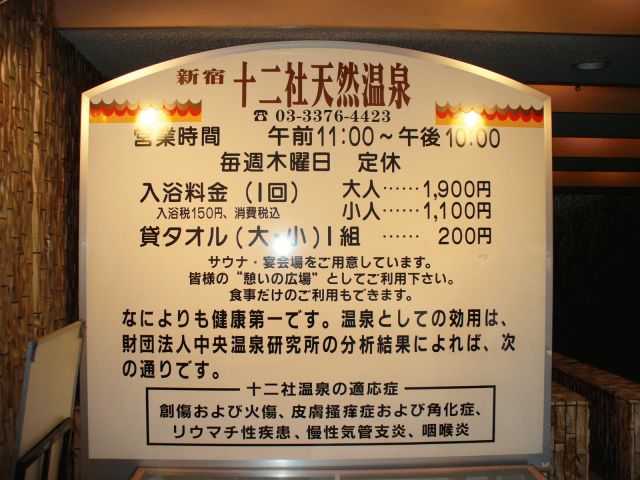 新宿 十二社天然温泉
☎ 03-3376-4423
営業時間 午前11:00～午後10:00
毎週木曜日 定休
入浴料金(1回) 大人……1,900円
入浴税150円、消費税込 小人……1,100円
貸タオル(大・小)1組 …… 200円
サウナ・宴会場をご用意しています。
皆様の“憩いの広場”としてご利用下さい。
食事だけのご利用もできます。
なによりも健康第一です。温泉としての効用は、
財団法人中央温泉研究所の分析結果によれば、次
の通りです。
十二社温泉の適応症
創傷および火傷、皮膚掻痒症および角化症、
リウマチ性疾患、慢性気管支炎、咽喉炎